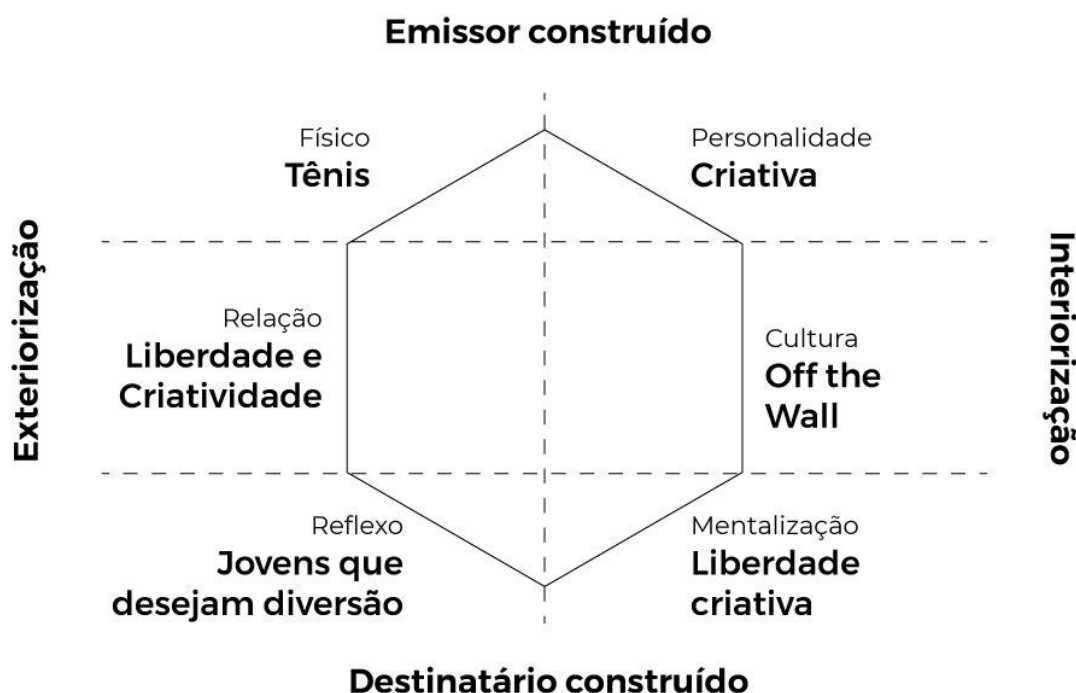 Emissor construído
Físico
Tênis
Personalidade
Criativa
Exteriorização
Relação
Liberdade e
Criatividade
Cultura
Off the
Wall
Interiorização
Reflexo
Jovens que
desejam diversão
Mentalização
Liberdade
criativa
Destinatário construído